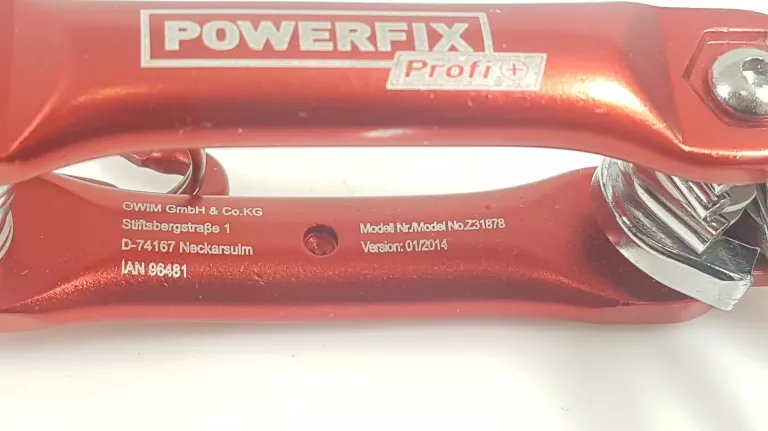 POWERFIX
Profi+
OWIM GmbH & Co.KG
Stiftsbergstraße 1
D-74167 Neckarsulm
IAN 96481
Modell Nr./Model No.Z31878
Version: 01/2014